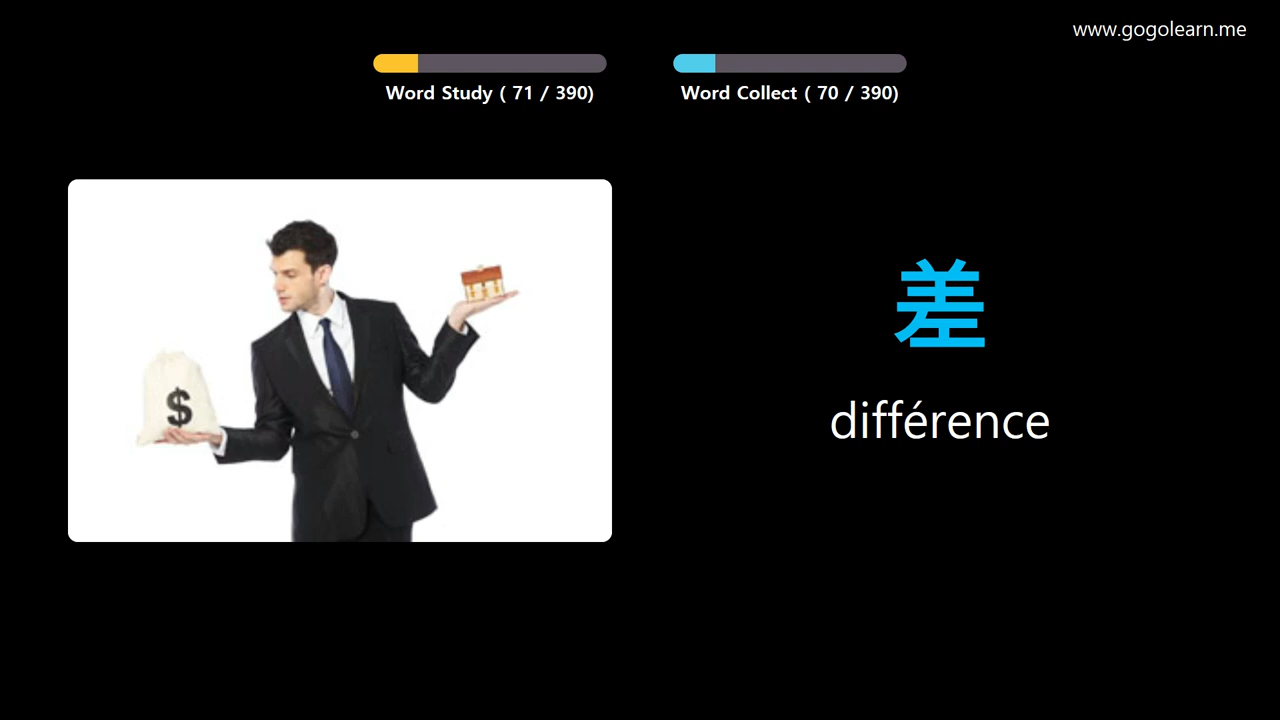 www.gogolearn.me
Word Study ( 71 / 390)
Word Collect ( 70 / 390)
$
差
différence